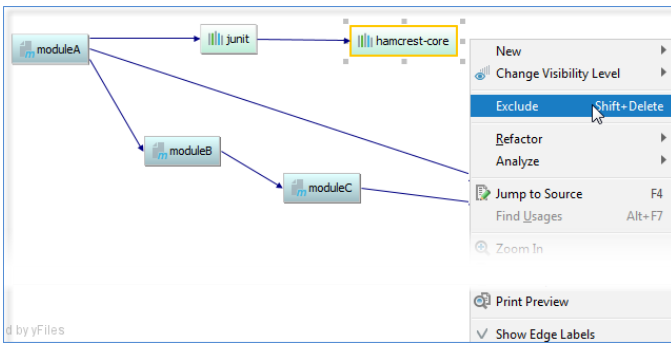 moduleA
junit
hamcrest-core
moduleB
moduleC
New
Change Visibility Level
Exclude Shift+Delete
Refactor
Analyze
Jump to Source F4
Find Usages Alt+F7
Zoom In
Print Preview
Show Edge Labels
d by yFiles